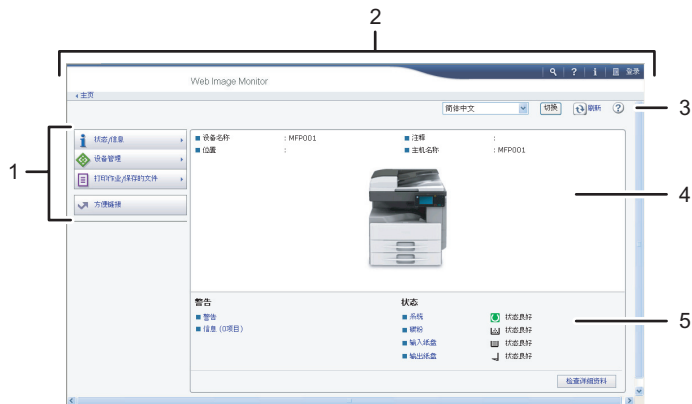 2
Web Image Monitor
? i 登录
主页
简体中文 切换 刷新 ? 3
1
状态/信息
设备管理
打印作业/保存的文件
方便链接
设备名称 : MFP001 注释 :
位置 : 主机名称 : MFP001
4
警告 状态
警告 系统 状态良好
信息 (0项目) 碳粉 状态良好 5
输入纸盘 状态良好
输出纸盘 状态良好
检查详细资料